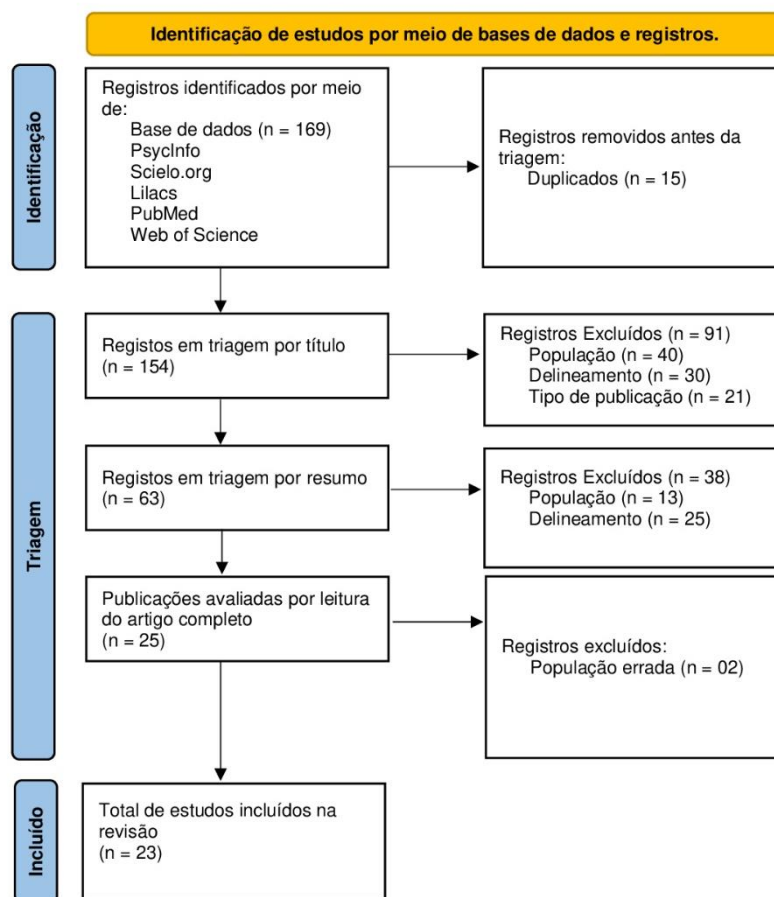 Identificação de estudos por meio de bases de dados e registros.
Identificação
Registros identificados por meio
de:
Base de dados (n = 169)
PsycInfo
Scielo.org
Lilacs
PubMed
Web of Science
Registros removidos antes da
triagem:
Duplicados (n = 15)
Triagem
Registos em triagem por título
(n = 154)
Registros Excluídos (n = 91)
População (n = 40)
Delineamento (n = 30)
Tipo de publicação (n = 21)
Registos em triagem por resumo
(n = 63)
Registros Excluídos (n = 38)
População (n = 13)
Delineamento (n = 25)
Publicações avaliadas por leitura
do artigo completo
(n = 25)
Registros excluídos:
População errada (n = 02)
Incluído
Total de estudos incluídos na
revisão
(n = 23)